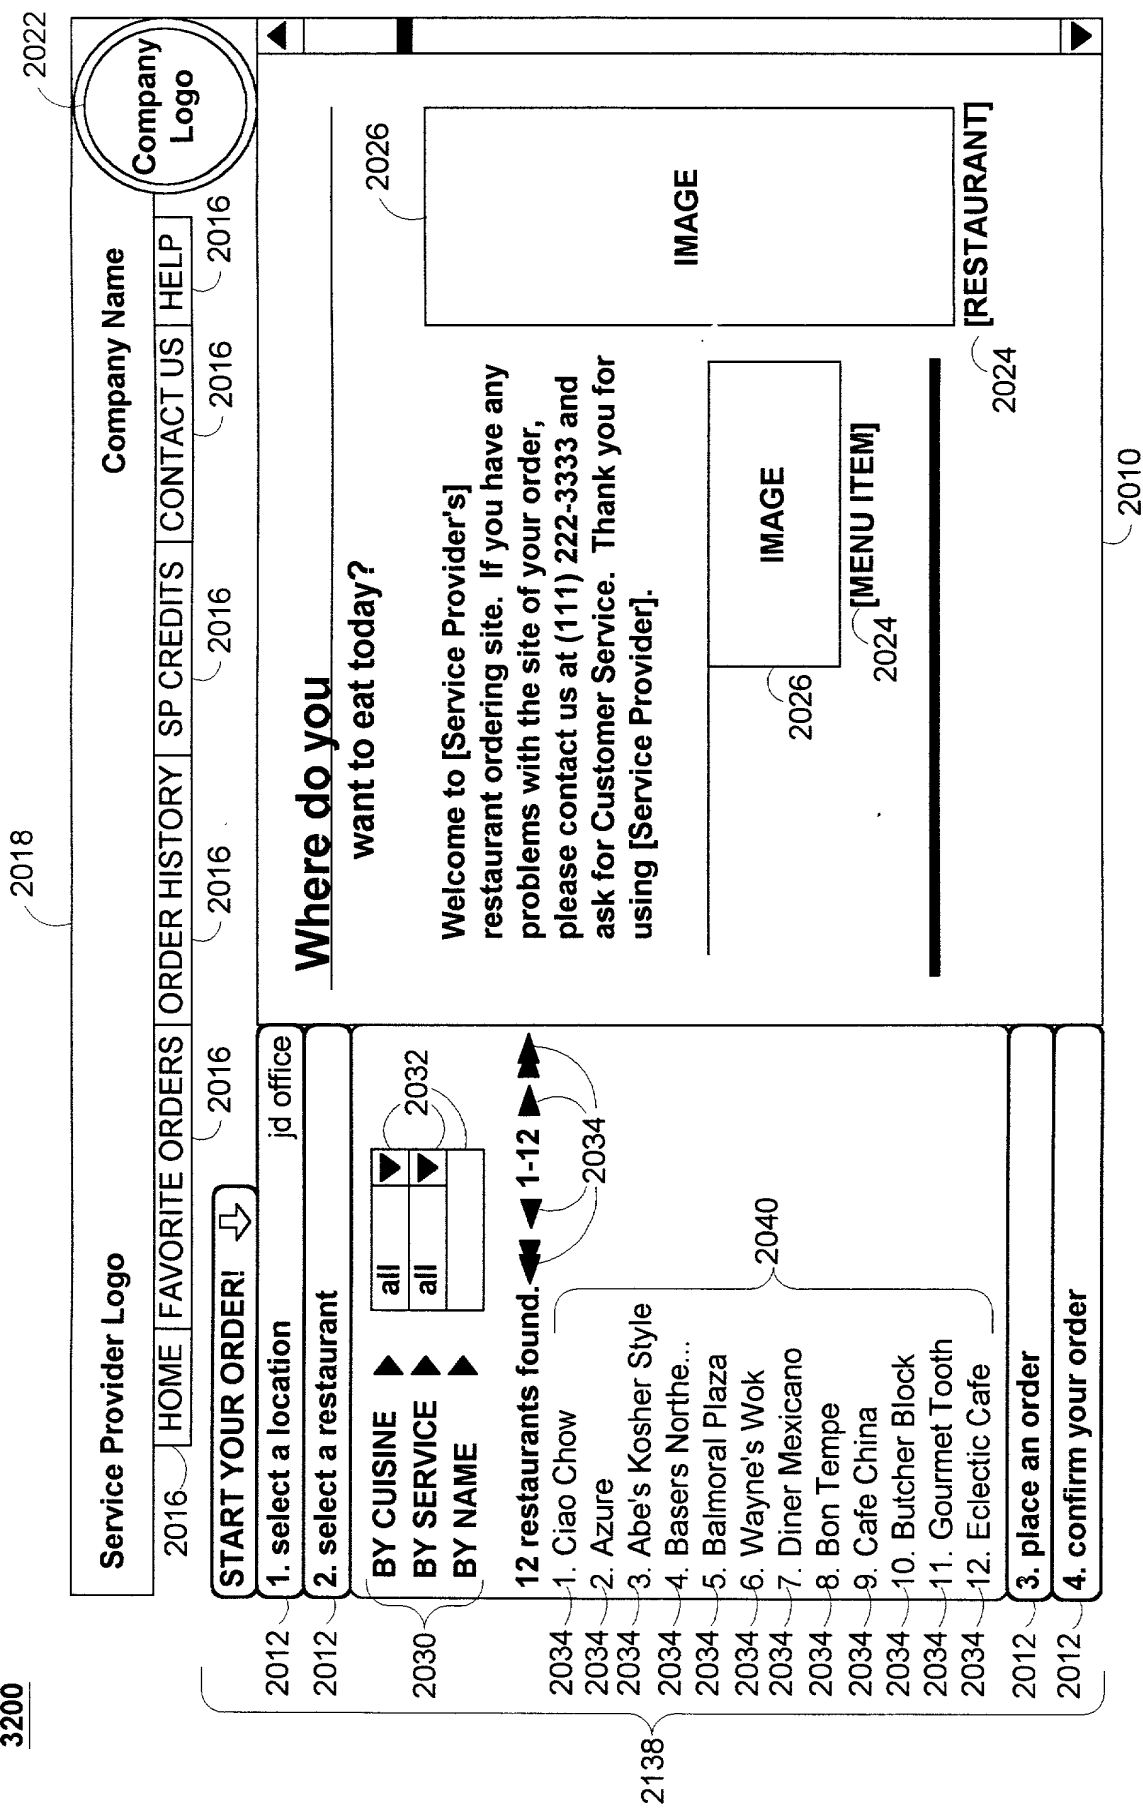 3200
2018
2022
Service Provider Logo
Company Name
Company
Logo
HOME
FAVORITE ORDERS
ORDER HISTORY
SP CREDITS
CONTACT US
HELP
2016
2016
2016
2016
2016
2016
START YOUR ORDER!
2012
1. select a location
jd office
2012
2. select a restaurant
2030
BY CUISINE
all
BY SERVICE
all
BY NAME
2032
12 restaurants found.
1-12
2034
2034
1. Ciao Chow
2034
2. Azure
2034
3. Abe's Kosher Style
2034
4. Basers Northe...
2034
5. Balmoral Plaza
2034
6. Wayne's Wok
2034
7. Diner Mexicano
2034
8. Bon Tempe
2034
9. Cafe China
2034
10. Butcher Block
2034
11. Gourmet Tooth
2034
12. Eclectic Cafe
2040
2012
3. place an order
2012
4. confirm your order
2138
Where do you
want to eat today?
Welcome to [Service Provider's]
restaurant ordering site. If you have any
problems with the site of your order,
please contact us at (111) 222-3333 and
ask for Customer Service. Thank you for
using [Service Provider].
2026
IMAGE
[RESTAURANT]
2024
IMAGE
2026
[MENU ITEM]
2024
2010